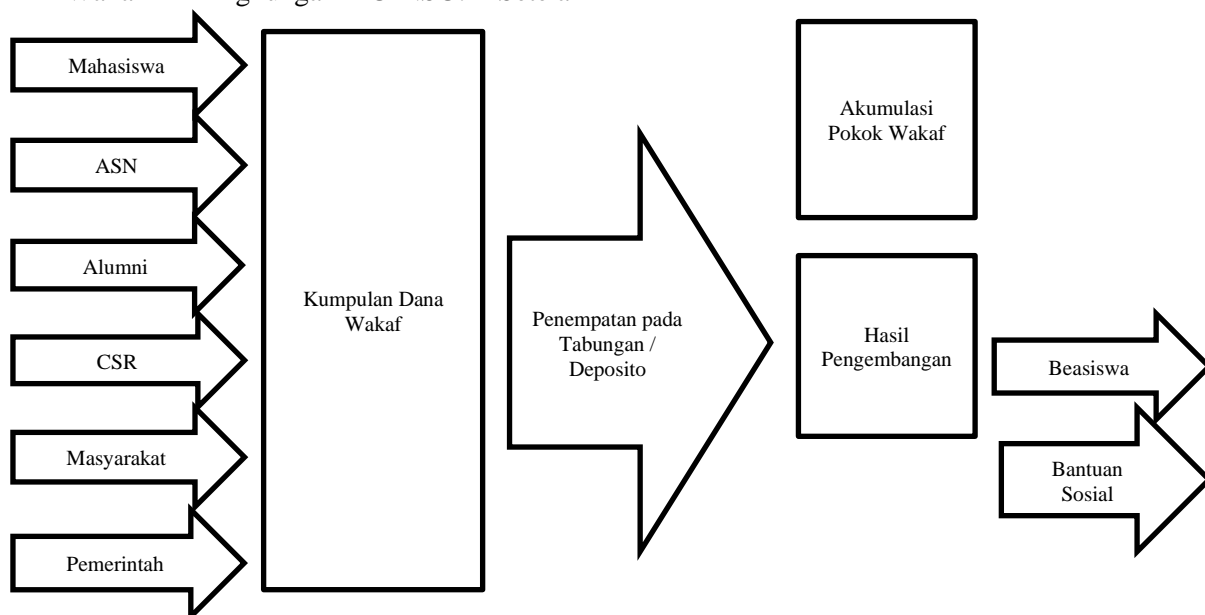 Mahasiswa
ASN
Alumni
CSR
Masyarakat
Pemerintah
Kumpulan Dana
Wakaf
Penempatan pada
Tabungan /
Deposito
Akumulasi
Pokok Wakaf
Hasil
Pengembangan
Beasiswa
Bantuan
Sosial